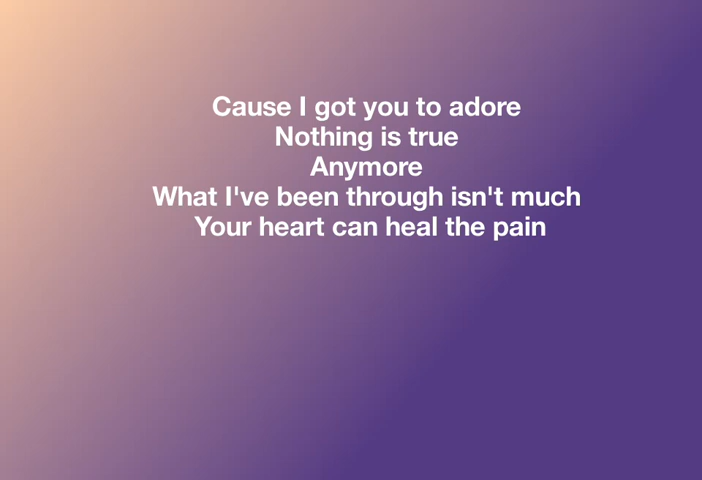 Cause I got you to adore
Nothing is true
Anymore
What I've been through isn't much
Your heart can heal the pain